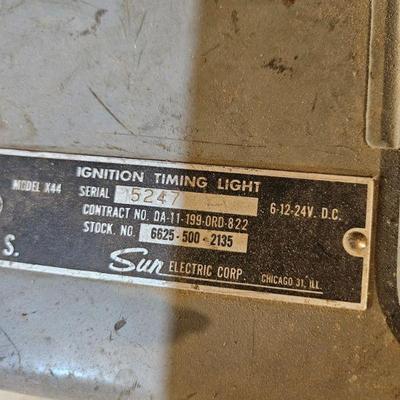 IGNITION TIMING LIGHT
MODEL X44 SERIAL 5247 6-12-24V. D.C.
CONTRACT NO. DA-11-199-ORD-822
STOCK. NO. 6625-500-2135
S. Sun ELECTRIC CORP. CHICAGO 31, ILL.